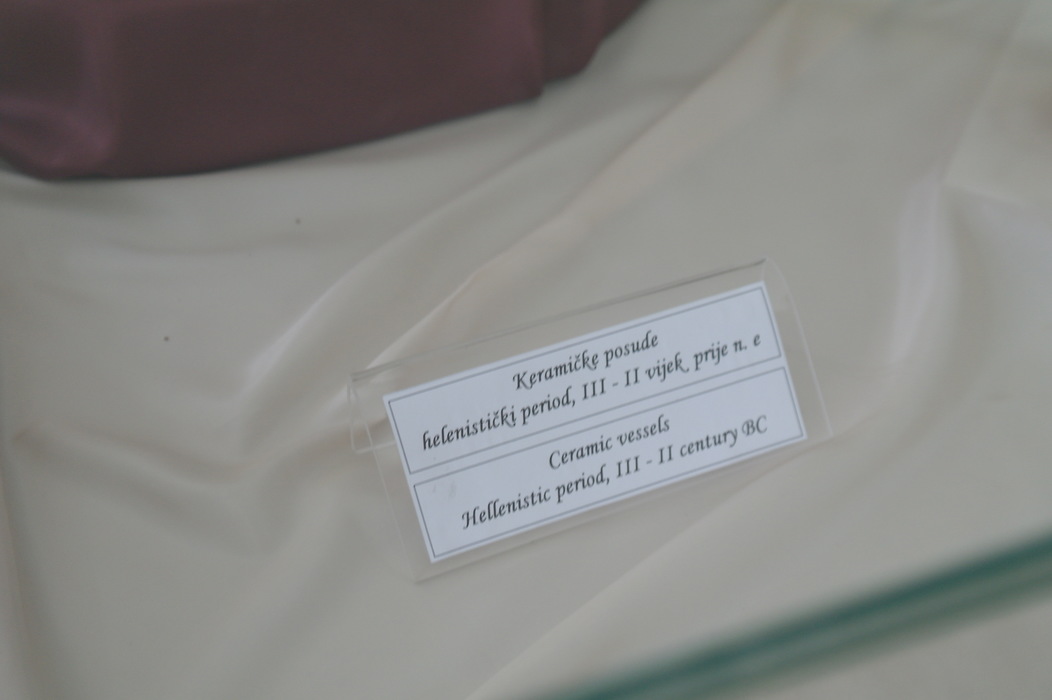 Keramičke posude
helenistički period, III - II vijek prije n. e
Ceramic vessels
Hellenistic period, III - II century BC